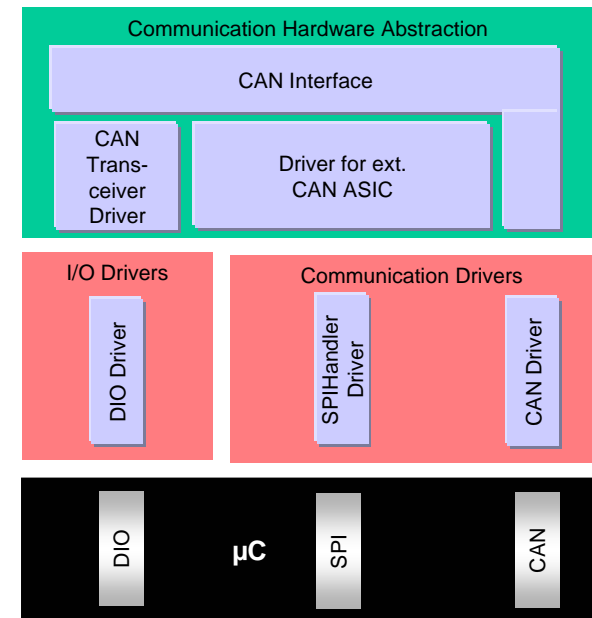 Communication Hardware Abstraction
CAN Interface
CAN
Trans-
ceiver
Driver
Driver for ext.
CAN ASIC
I/O Drivers
Communication Drivers
DIO Driver
SPIHandler
Driver
CAN Driver
DIO
µC
SPI
CAN